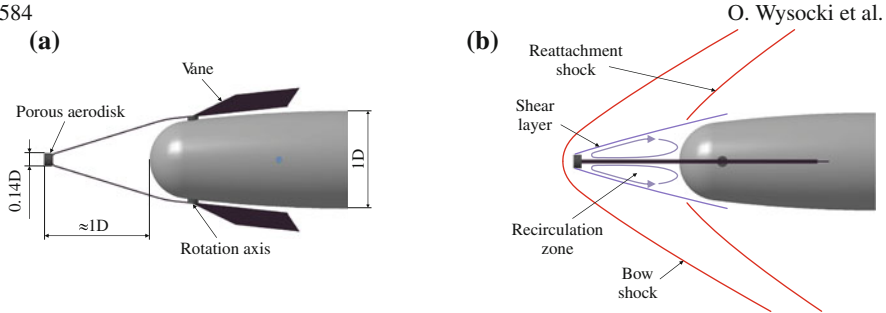 584
O. Wysocki et al.
(a)
Vane
Porous aerodisk
0.14D
≈1D
1D
Rotation axis
(b)
Reattachment
shock
Shear
layer
Recirculation
zone
Bow
shock